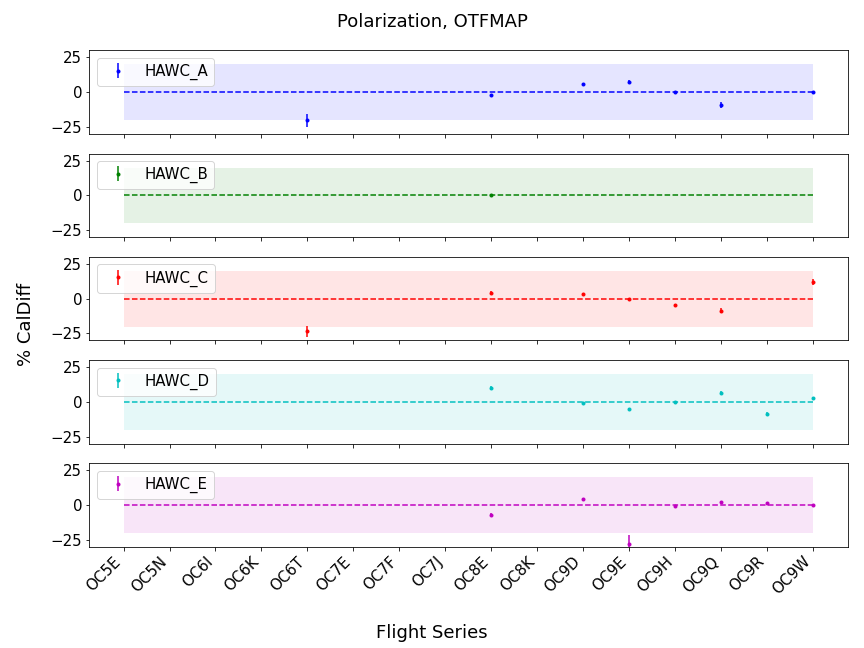 Polarization, OTFMAP
25
0
−25
HAWC_A
25
0
−25
HAWC_B
25
0
−25
HAWC_C
25
0
−25
HAWC_D
25
0
−25
HAWC_E
% CalDiff
OC5E OC5N OC6I OC6K OC6T OC7E OC7F OC7J OC8E OC8K OC9D OC9E OC9H OC9Q OC9R OC9W
Flight Series